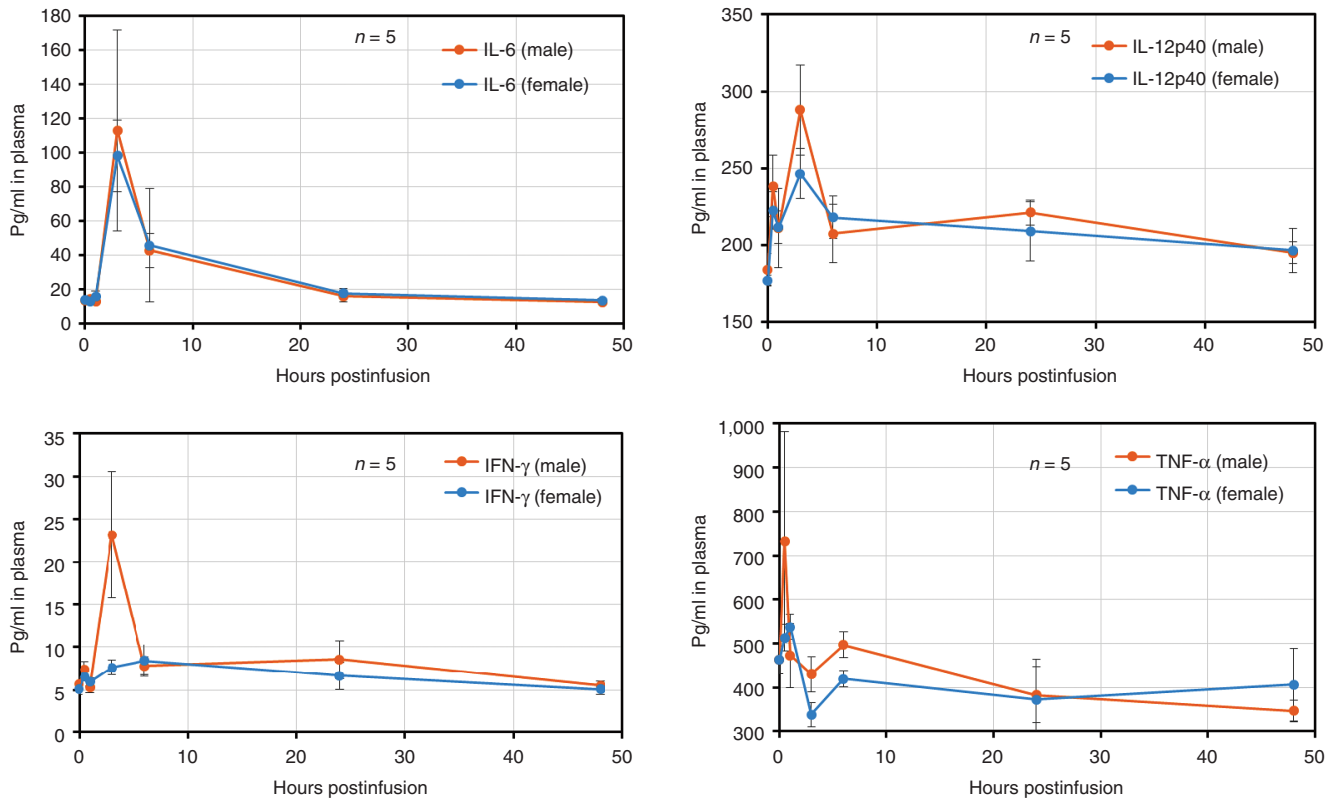 180
160
140
120
100
80
60
40
20
0
Pg/ml in plasma
n = 5
IL-6 (male)
IL-6 (female)
0 10 20 30 40 50
Hours postinfusion
350
300
250
200
150
Pg/ml in plasma
n = 5
IL-12p40 (male)
IL-12p40 (female)
0 10 20 30 40 50
Hours postinfusion
35
30
25
20
15
10
5
0
Pg/ml in plasma
n = 5
IFN-γ (male)
IFN-γ (female)
0 10 20 30 40 50
Hours postinfusion
1,000
900
800
700
600
500
400
300
Pg/ml in plasma
n = 5
TNF-α (male)
TNF-α (female)
0 10 20 30 40 50
Hours postinfusion